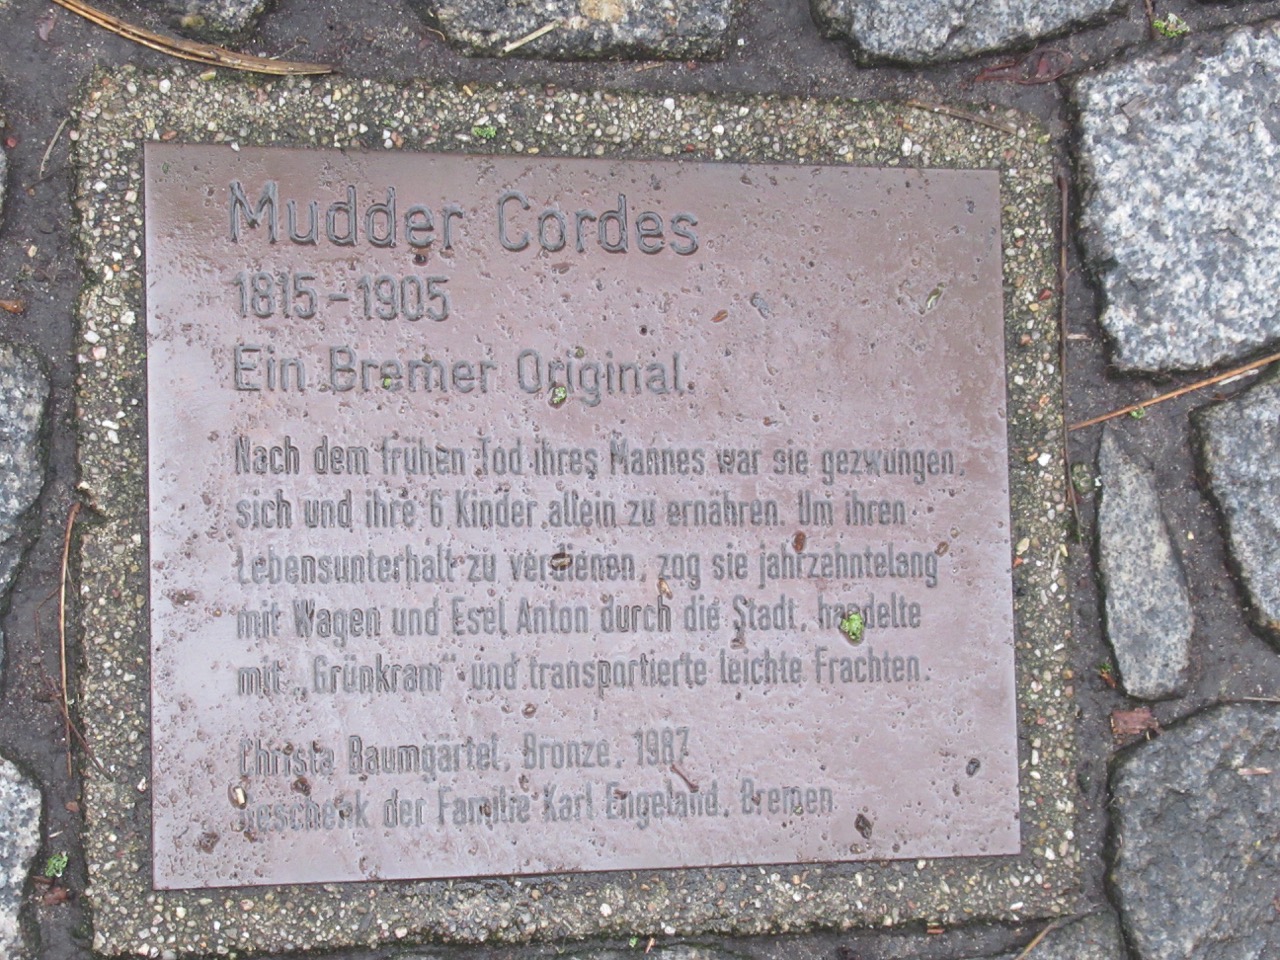 Mudder Cordes
1815-1905
Ein Bremer Original
Nach dem frühen Tod ihres Mannes war sie gezwungen,
sich und ihre 6 Kinder allein zu ernähren. Um ihren
Lebensunterhalt zu verdienen, zog sie jahrzehntelang
mit Wagen und Esel Anton durch die Stadt, handelte
mit „Grünkram" und transportierte leichte Frachten.
Christa Baumgärtel, Bronze, 1987
Geschenk der Familie Karl Engeland, Bremen